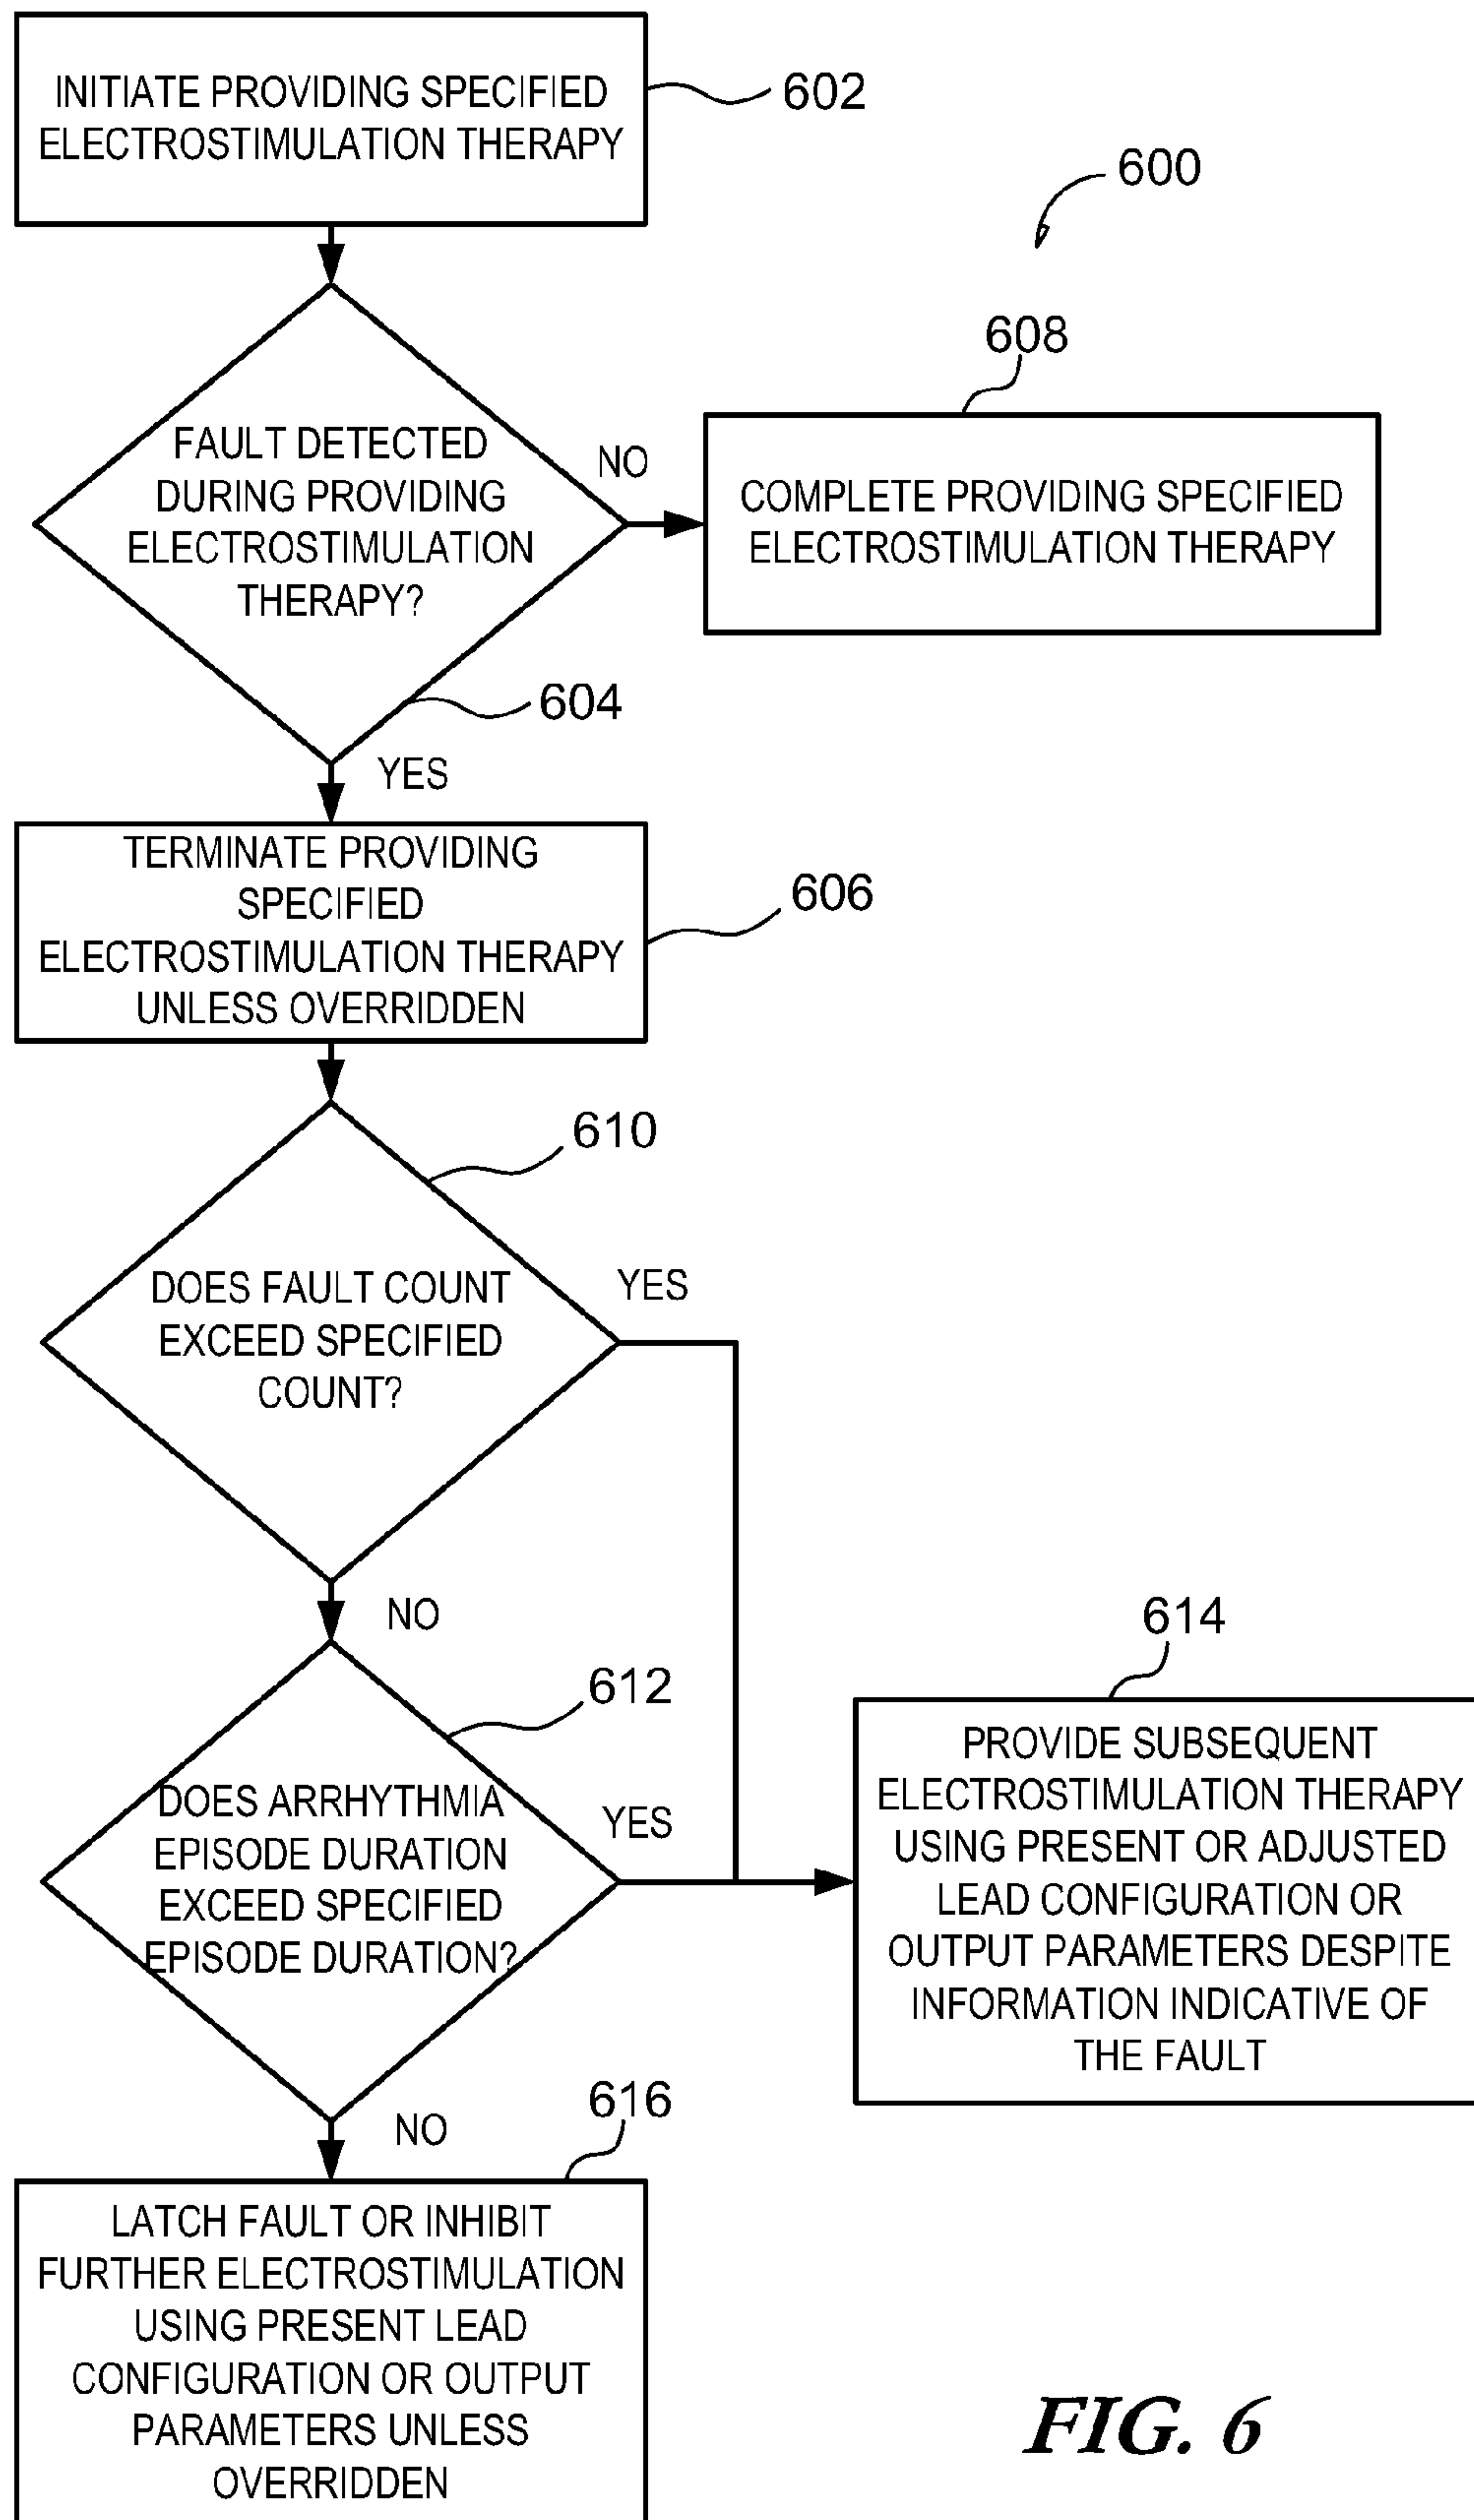 INITIATE PROVIDING SPECIFIED
ELECTROSTIMULATION THERAPY
602
600
FAULT DETECTED
DURING PROVIDING
ELECTROSTIMULATION
THERAPY?
NO
608
COMPLETE PROVIDING SPECIFIED
ELECTROSTIMULATION THERAPY
604
YES
TERMINATE PROVIDING
SPECIFIED
ELECTROSTIMULATION THERAPY
UNLESS OVERRIDDEN
606
610
DOES FAULT COUNT
EXCEED SPECIFIED
COUNT?
YES
NO
612
DOES ARRHYTHMIA
EPISODE DURATION
EXCEED SPECIFIED
EPISODE DURATION?
YES
614
PROVIDE SUBSEQUENT
ELECTROSTIMULATION THERAPY
USING PRESENT OR ADJUSTED
LEAD CONFIGURATION OR
OUTPUT PARAMETERS DESPITE
INFORMATION INDICATIVE OF
THE FAULT
NO
616
LATCH FAULT OR INHIBIT
FURTHER ELECTROSTIMULATION
USING PRESENT LEAD
CONFIGURATION OR OUTPUT
PARAMETERS UNLESS
OVERRIDDEN
FIG. 6